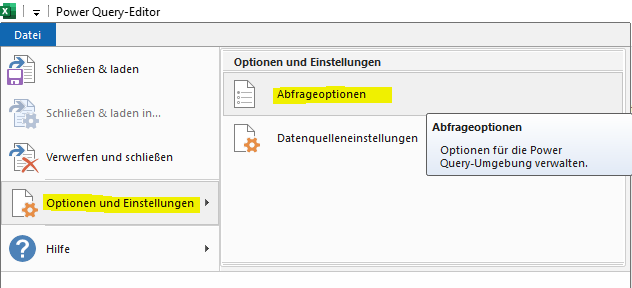 Power Query-Editor
Datei
Schließen & laden
Schließen & laden in...
Verwerfen und schließen
Optionen und Einstellungen
Hilfe
Optionen und Einstellungen
Abfrageoptionen
Datenquelleneinstellungen
Abfrageoptionen
Optionen für die Power
Query-Umgebung verwalten.